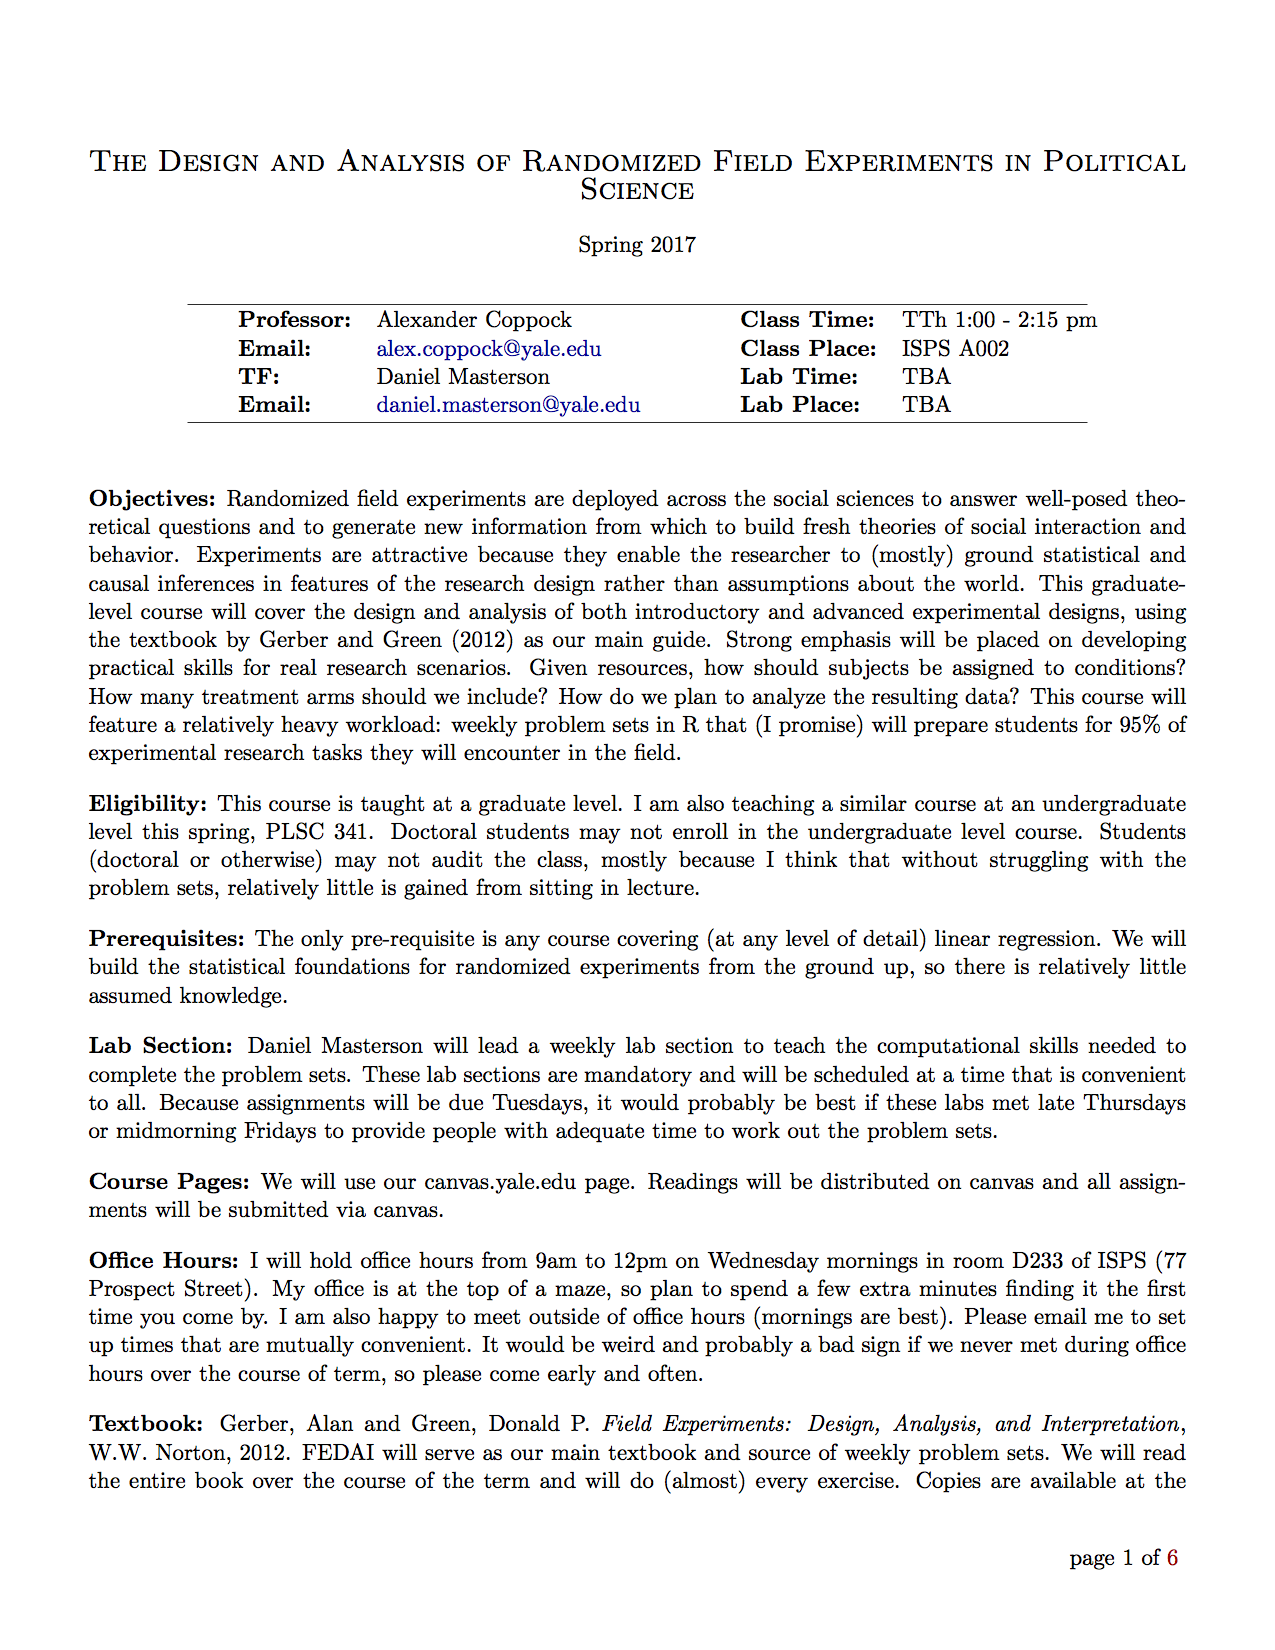 The Design and Analysis of Randomized Field Experiments in Political
Science
Spring 2017
Professor: Alexander Coppock Class Time: TTh 1:00 - 2:15 pm
Email: alex.coppock@yale.edu Class Place: ISPS A002
TF: Daniel Masterson Lab Time: TBA
Email: daniel.masterson@yale.edu Lab Place: TBA
Objectives: Randomized field experiments are deployed across the social sciences to answer well-posed theo-
retical questions and to generate new information from which to build fresh theories of social interaction and
behavior. Experiments are attractive because they enable the researcher to (mostly) ground statistical and
causal inferences in features of the research design rather than assumptions about the world. This graduate-
level course will cover the design and analysis of both introductory and advanced experimental designs, using
the textbook by Gerber and Green (2012) as our main guide. Strong emphasis will be placed on developing
practical skills for real research scenarios. Given resources, how should subjects be assigned to conditions?
How many treatment arms should we include? How do we plan to analyze the resulting data? This course will
feature a relatively heavy workload: weekly problem sets in R that (I promise) will prepare students for 95% of
experimental research tasks they will encounter in the field.
Eligibility: This course is taught at a graduate level. I am also teaching a similar course at an undergraduate
level this spring, PLSC 341. Doctoral students may not enroll in the undergraduate level course. Students
(doctoral or otherwise) may not audit the class, mostly because I think that without struggling with the
problem sets, relatively little is gained from sitting in lecture.
Prerequisites: The only pre-requisite is any course covering (at any level of detail) linear regression. We will
build the statistical foundations for randomized experiments from the ground up, so there is relatively little
assumed knowledge.
Lab Section: Daniel Masterson will lead a weekly lab section to teach the computational skills needed to
complete the problem sets. These lab sections are mandatory and will be scheduled at a time that is convenient
to all. Because assignments will be due Tuesdays, it would probably be best if these labs met late Thursdays
or midmorning Fridays to provide people with adequate time to work out the problem sets.
Course Pages: We will use our canvas.yale.edu page. Readings will be distributed on canvas and all assign-
ments will be submitted via canvas.
Office Hours: I will hold office hours from 9am to 12pm on Wednesday mornings in room D233 of ISPS (77
Prospect Street). My office is at the top of a maze, so plan to spend a few extra minutes finding it the first
time you come by. I am also happy to meet outside of office hours (mornings are best). Please email me to set
up times that are mutually convenient. It would be weird and probably a bad sign if we never met during office
hours over the course of term, so please come early and often.
Textbook: Gerber, Alan and Green, Donald P. Field Experiments: Design, Analysis, and Interpretation,
W.W. Norton, 2012. FEDAI will serve as our main textbook and source of weekly problem sets. We will read
the entire book over the course of the term and will do (almost) every exercise. Copies are available at the
page 1 of 6